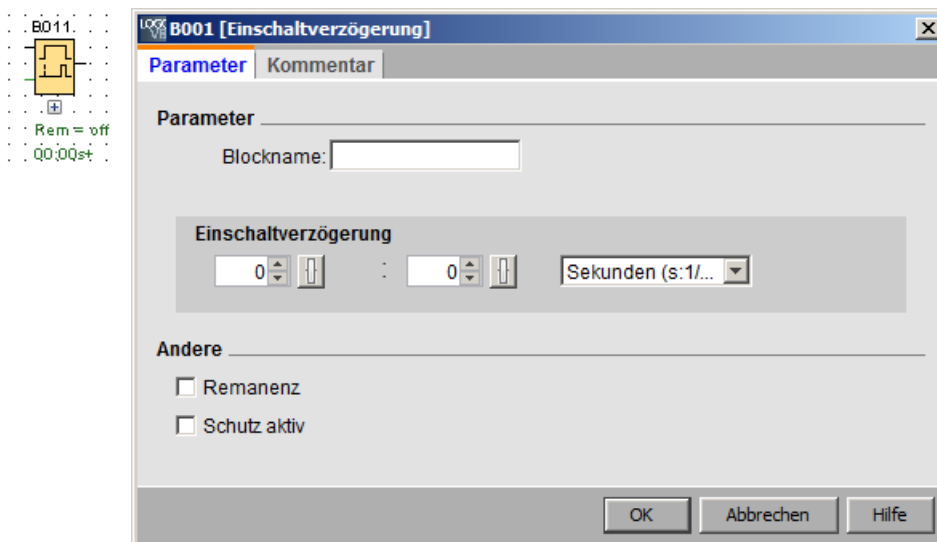 B011
Rem = off
00:00s+
LOGO! B001 [Einschaltverzögerung]
Parameter Kommentar
Parameter
Blockname:
Einschaltverzögerung
0 : 0 Sekunden (s:1/...
Andere
Remanenz
Schutz aktiv
OK Abbrechen Hilfe